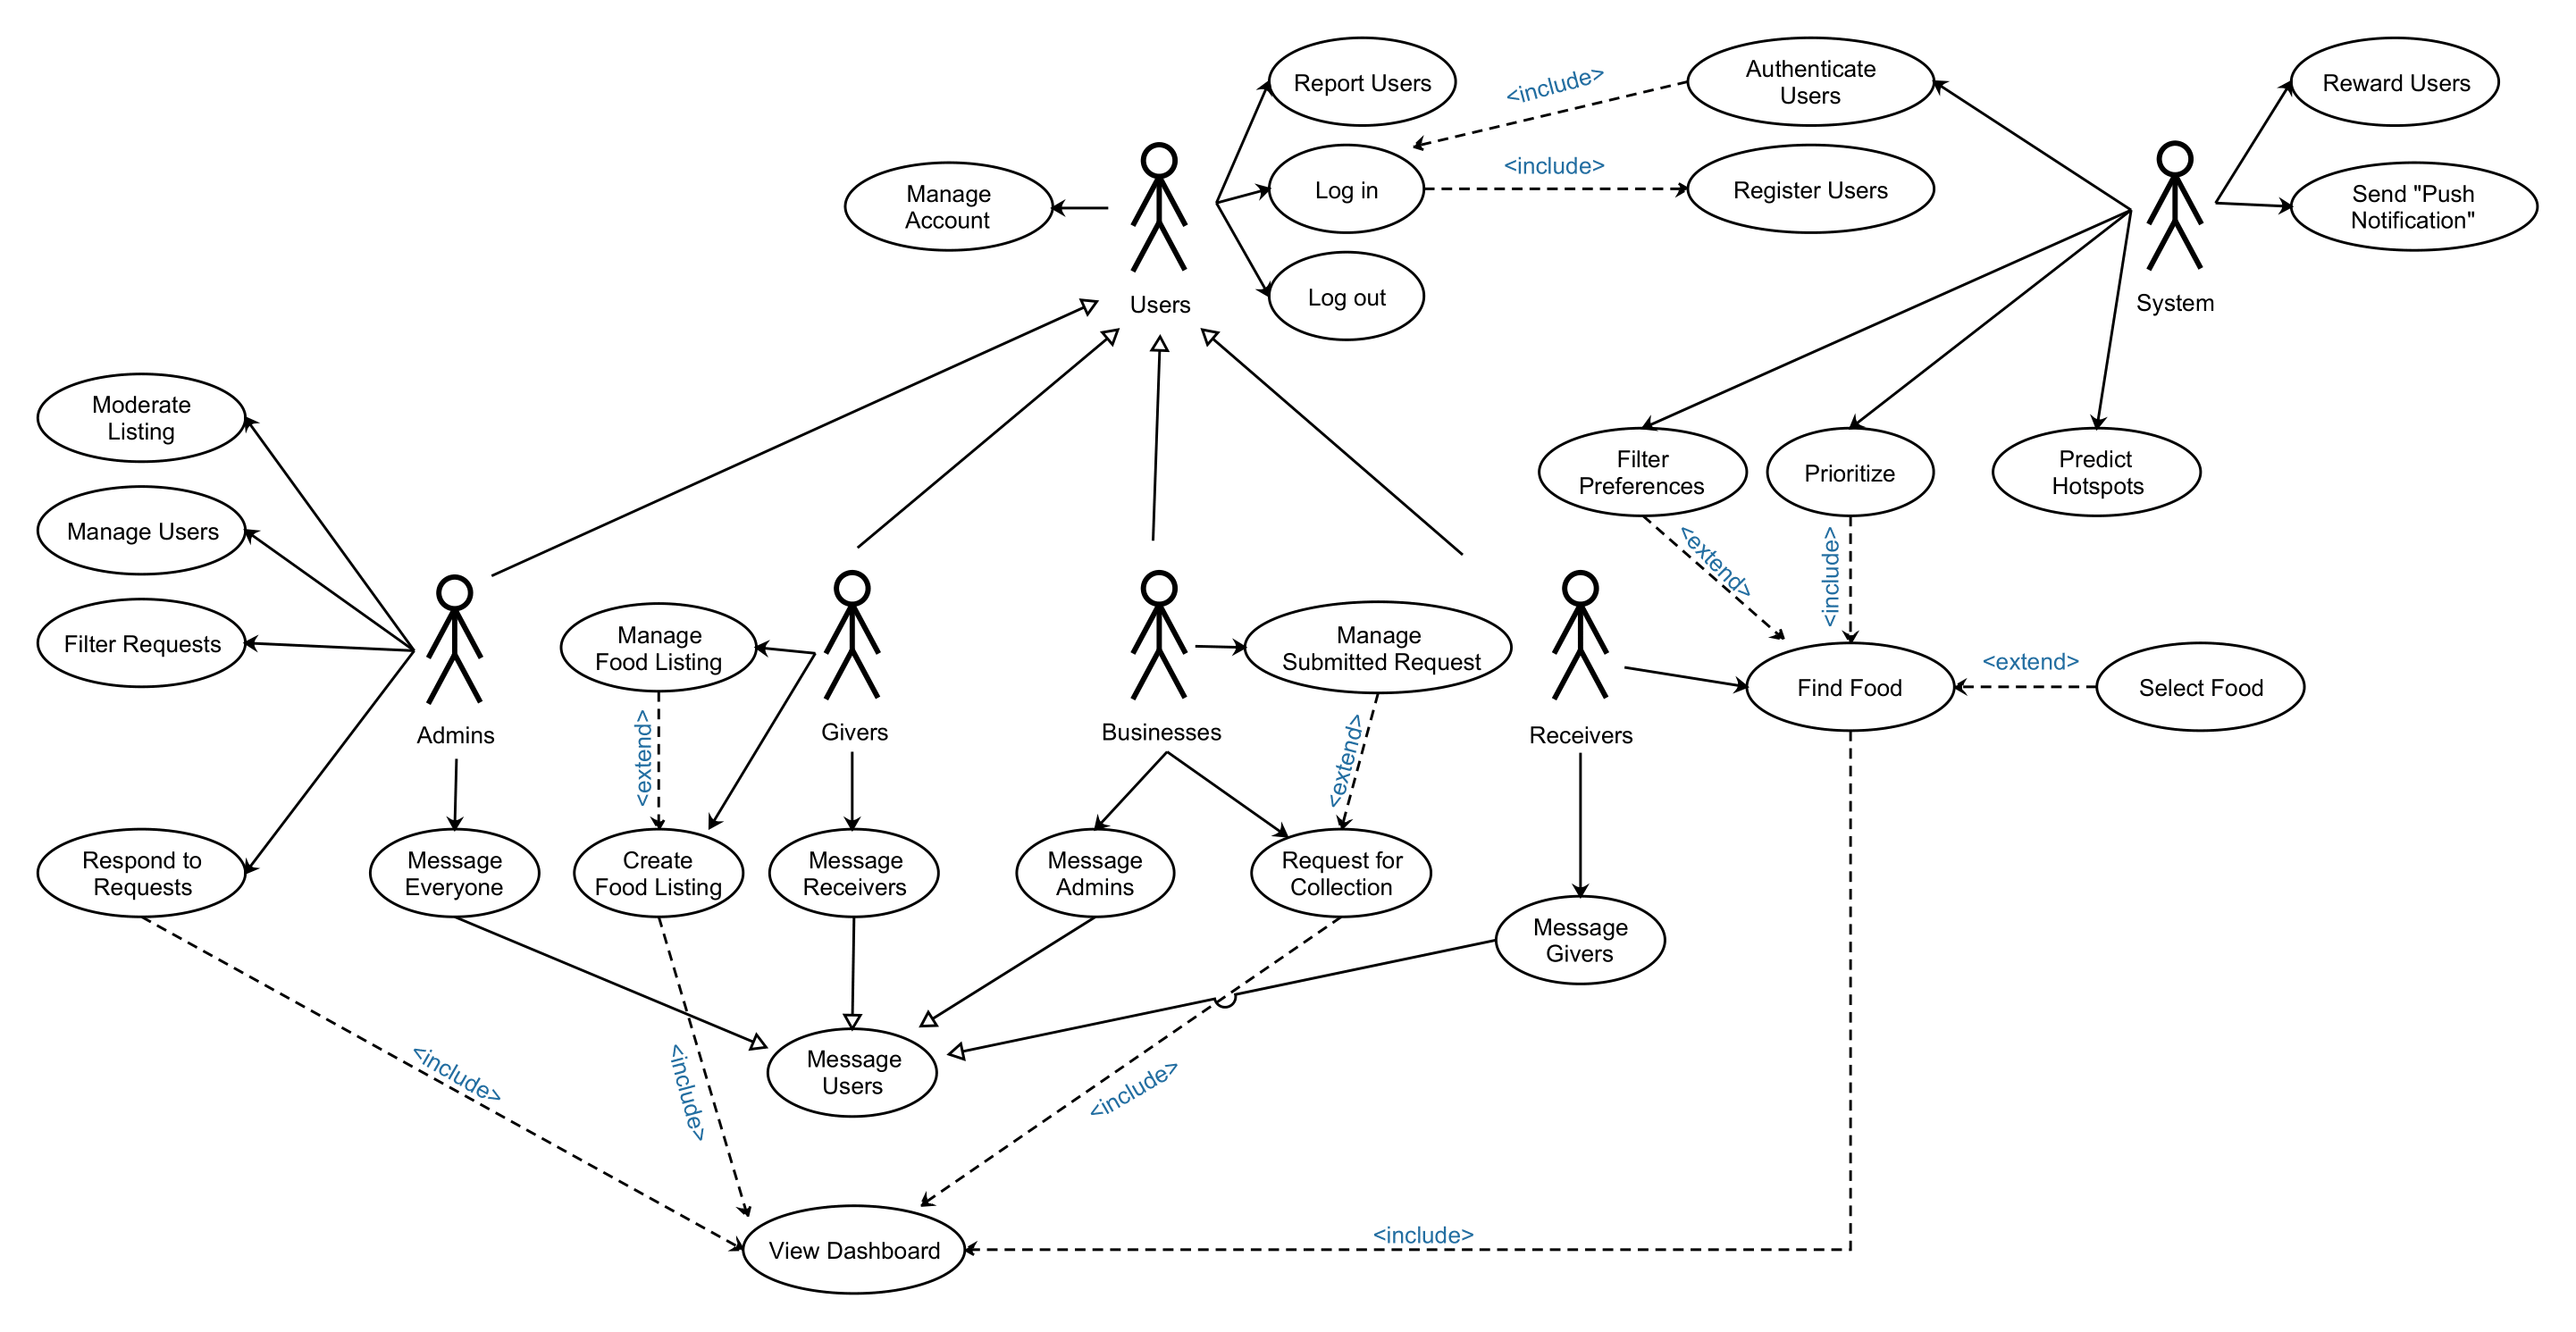 Report Users
<include>
Authenticate
Users
Reward Users
Manage
Account
Log in
<include>
Register Users
Send "Push
Notification"
Log out
Users
System
Moderate
Listing
Manage Users
Filter Requests
Filter
Preferences
Prioritize
Predict
Hotspots
<extend>
<include>
Manage
Food Listing
Manage
Submitted Request
Find Food
<extend>
Select Food
Admins
Givers
Businesses
Receivers
<extend>
<extend>
Respond to
Requests
Message
Everyone
Create
Food Listing
Message
Receivers
Message
Admins
Request for
Collection
Message
Givers
Message
Users
<include>
<include>
<include>
<include>
View Dashboard